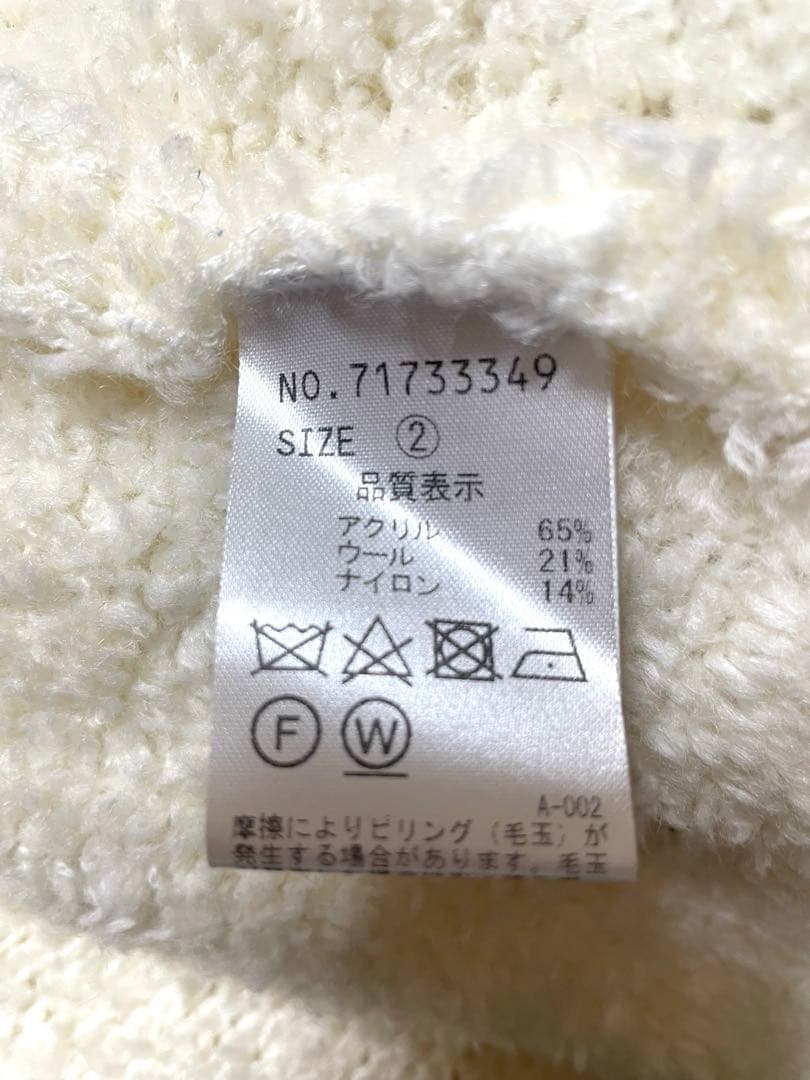 NO.71733349
SIZE ②
品質表示
アクリル 65%
ウール 21%
ナイロン 14%
F W
A-002
摩擦によりピリング(毛玉)が
発生する場合があります。毛玉